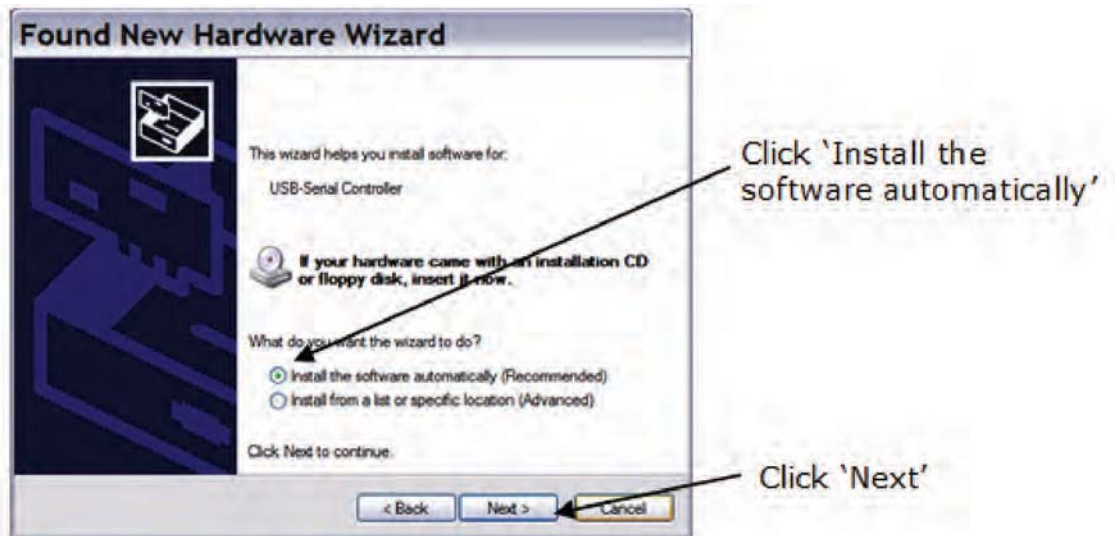 Found New Hardware Wizard
This wizard helps you install software for:
USB-Serial Controller
If your hardware came with an installation CD
or floppy disk, insert it now.
What do you want the wizard to do?
Install the software automatically (Recommended)
Install from a list or specific location (Advanced)
Click Next to continue.
< Back
Next >
Cancel
Click ‘Install the
software automatically’
Click ‘Next’